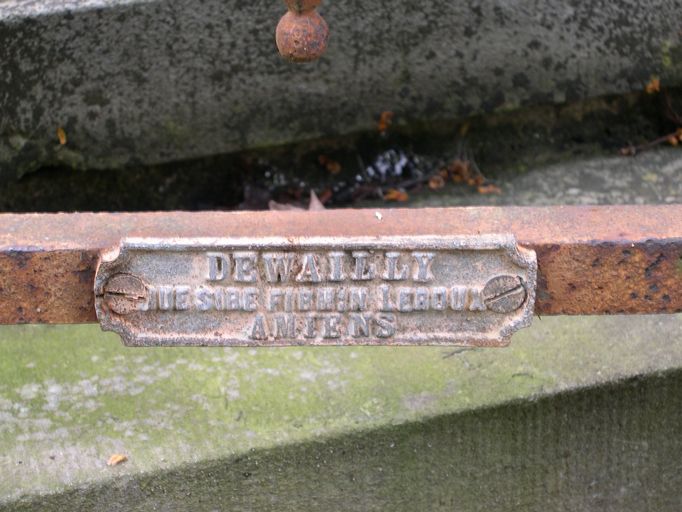 DEWAILLY
RUE SIRE FIRMIN LEROUX
AMIENS